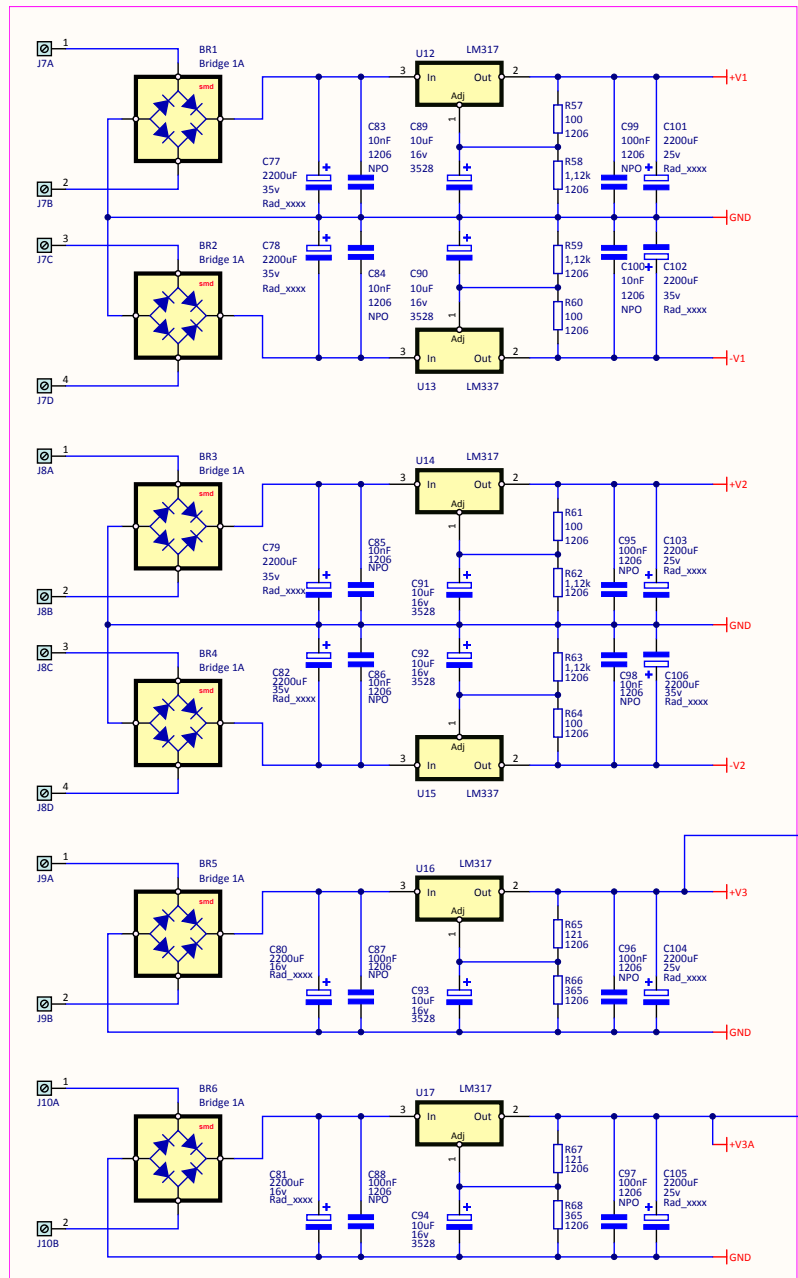 1
J7A
BR1
Bridge 1A
smd
U12
LM317
3
In
Out
2
+V1
Adj
1
C77
2200uF
35v
Rad_xxxx
C83
10nF
1206
NPO
C89
10uF
16v
3528
R57
100
1206
R58
1,12k
1206
C99
100nF
1206
NPO
C101
2200uF
25v
Rad_xxxx
2
J7B
GND
3
J7C
BR2
Bridge 1A
smd
C78
2200uF
35v
Rad_xxxx
C84
10nF
1206
NPO
C90
10uF
16v
3528
R59
1,12k
1206
R60
100
1206
C100
10nF
1206
NPO
C102
2200uF
35v
Rad_xxxx
1
Adj
3
In
Out
2
-V1
U13
LM337
4
J7D
1
J8A
BR3
Bridge 1A
smd
U14
LM317
3
In
Out
2
+V2
Adj
1
C79
2200uF
35v
Rad_xxxx
C85
10nF
1206
NPO
C91
10uF
16v
3528
R61
100
1206
R62
1,12k
1206
C95
100nF
1206
NPO
C103
2200uF
25v
Rad_xxxx
2
J8B
GND
3
J8C
BR4
Bridge 1A
smd
C82
2200uF
35v
Rad_xxxx
C86
10nF
1206
NPO
C92
10uF
16v
3528
R63
1,12k
1206
R64
100
1206
C98
10nF
1206
NPO
C106
2200uF
35v
Rad_xxxx
1
Adj
3
In
Out
2
-V2
U15
LM337
4
J8D
1
J9A
BR5
Bridge 1A
smd
U16
LM317
3
In
Out
2
+V3
Adj
1
C80
2200uF
16v
Rad_xxxx
C87
100nF
1206
NPO
C93
10uF
16v
3528
R65
121
1206
R66
365
1206
C96
100nF
1206
NPO
C104
2200uF
25v
Rad_xxxx
2
J9B
GND
1
J10A
BR6
Bridge 1A
smd
U17
LM317
3
In
Out
2
+V3A
Adj
1
C81
2200uF
16v
Rad_xxxx
C88
100nF
1206
NPO
C94
10uF
16v
3528
R67
121
1206
R68
365
1206
C97
100nF
1206
NPO
C105
2200uF
25v
Rad_xxxx
2
J10B
GND